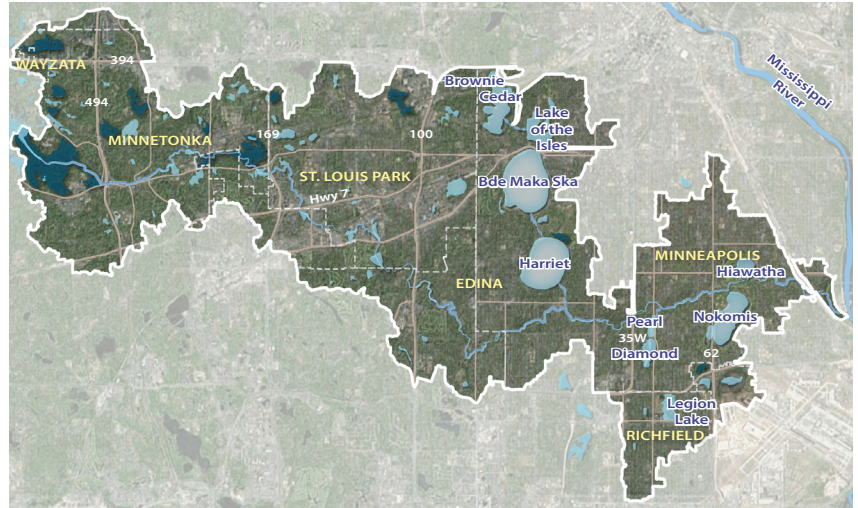 WAYZATA
394
494
MINNETONKA
169
100
ST. LOUIS PARK
Hwy 7
Brownie
Cedar
Lake
of the
Isles
Bde Maka Ska
Harriet
EDINA
Mississippi
River
MINNEAPOLIS
Hiawatha
Nokomis
Pearl
35W
Diamond
62
Legion
Lake
RICHFIELD